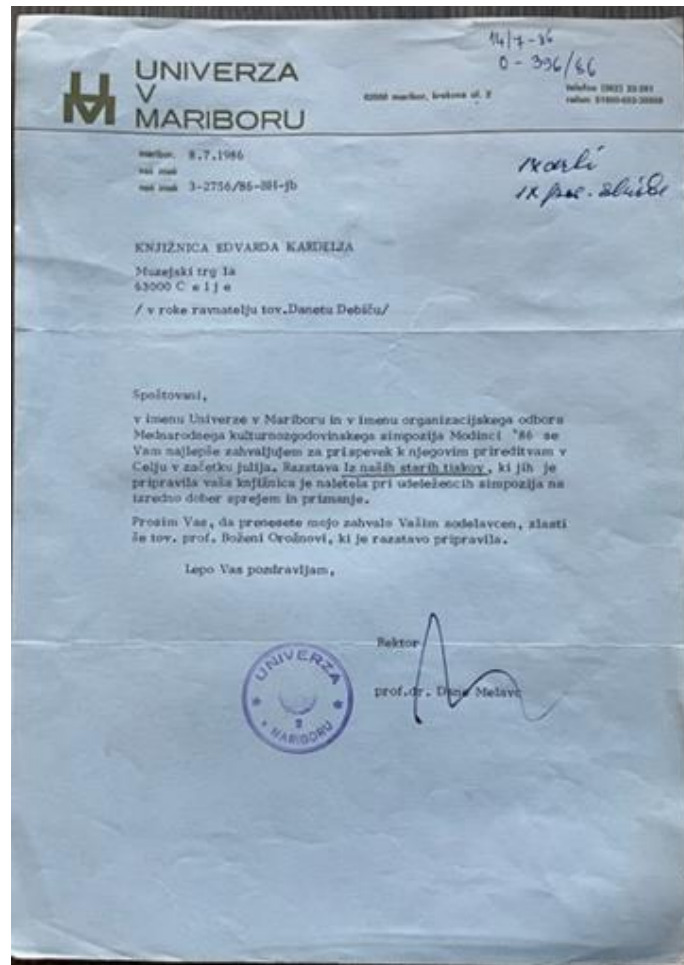 14/7-86
0-396/86
UNIVERZA
V
MARIBORU
62000 maribor, krekova ul. 2
telefon (062) 22-281
račun:
maribor, 8.7.1986
vaš znak
naš znak 3-2756/86-BH-jb
KNJIŽNICA EDVARDA KARDELJA
Muzejski trg 1a
63000 C e l j e
/ v roke ravnatelju tov.Danetu Debiču/
Spoštovani,
v imenu Univerze v Mariboru in v imenu organizacijskega odbora
Mednarodnega kulturnozgodovinskega simpozija Modinci '86 se
Vam najlepše zahvaljujem za prispevek k njegovim prireditvam v
Celju v začetku julija. Razstava Iz naših starih tiskov, ki jih je
pripravila vaša knjižnica je naletela pri udeležencih simpozija na
izredno dober sprejem in priznanje.
Prosim Vas, da prenesete mojo zahvalo Vašim sodelavcem, zlasti
še tov. prof. Boženi Orožnovi, ki je razstavo pripravila.
Lepo Vas pozdravljam,
Rektor
prof.dr. Dane Melavc
UNIVERZA
2
V MARIBORU